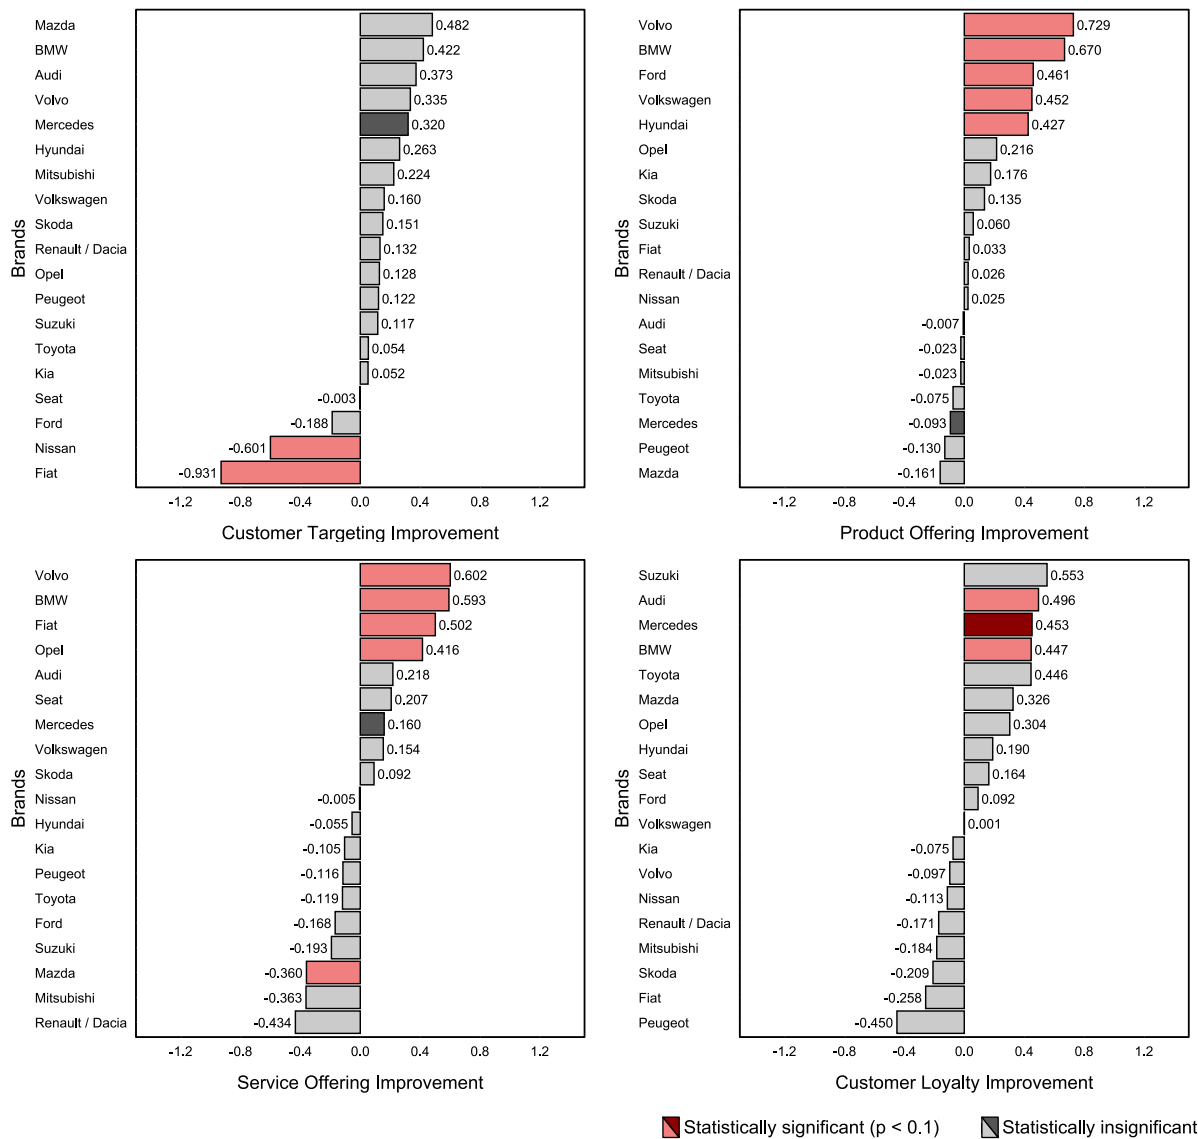 Mazda 0.482
BMW 0.422
Audi 0.373
Volvo 0.335
Mercedes 0.320
Hyundai 0.263
Mitsubishi 0.224
Volkswagen 0.160
Skoda 0.151
Renault / Dacia 0.132
Opel 0.128
Peugeot 0.122
Suzuki 0.117
Toyota 0.054
Kia 0.052
Seat -0.003
Ford -0.188
Nissan -0.601
Fiat -0.931
Brands
-1.2 -0.8 -0.4 0.0 0.4 0.8 1.2
Customer Targeting Improvement
Volvo 0.729
BMW 0.670
Ford 0.461
Volkswagen 0.452
Hyundai 0.427
Opel 0.216
Kia 0.176
Skoda 0.135
Suzuki 0.060
Fiat 0.033
Renault / Dacia 0.026
Nissan 0.025
Audi -0.007
Seat -0.023
Mitsubishi -0.023
Toyota -0.075
Mercedes -0.093
Peugeot -0.130
Mazda -0.161
Brands
-1.2 -0.8 -0.4 0.0 0.4 0.8 1.2
Product Offering Improvement
Volvo 0.602
BMW 0.593
Fiat 0.502
Opel 0.416
Audi 0.218
Seat 0.207
Mercedes 0.160
Volkswagen 0.154
Skoda 0.092
Nissan -0.005
Hyundai -0.055
Kia -0.105
Peugeot -0.116
Toyota -0.119
Ford -0.168
Suzuki -0.193
Mazda -0.360
Mitsubishi -0.363
Renault / Dacia -0.434
Brands
-1.2 -0.8 -0.4 0.0 0.4 0.8 1.2
Service Offering Improvement
Suzuki 0.553
Audi 0.496
Mercedes 0.453
BMW 0.447
Toyota 0.446
Mazda 0.326
Opel 0.304
Hyundai 0.190
Seat 0.164
Ford 0.092
Volkswagen 0.001
Kia -0.075
Volvo -0.097
Nissan -0.113
Renault / Dacia -0.171
Mitsubishi -0.184
Skoda -0.209
Fiat -0.258
Peugeot -0.450
Brands
-1.2 -0.8 -0.4 0.0 0.4 0.8 1.2
Customer Loyalty Improvement
Statistically significant (p < 0.1)
Statistically insignificant